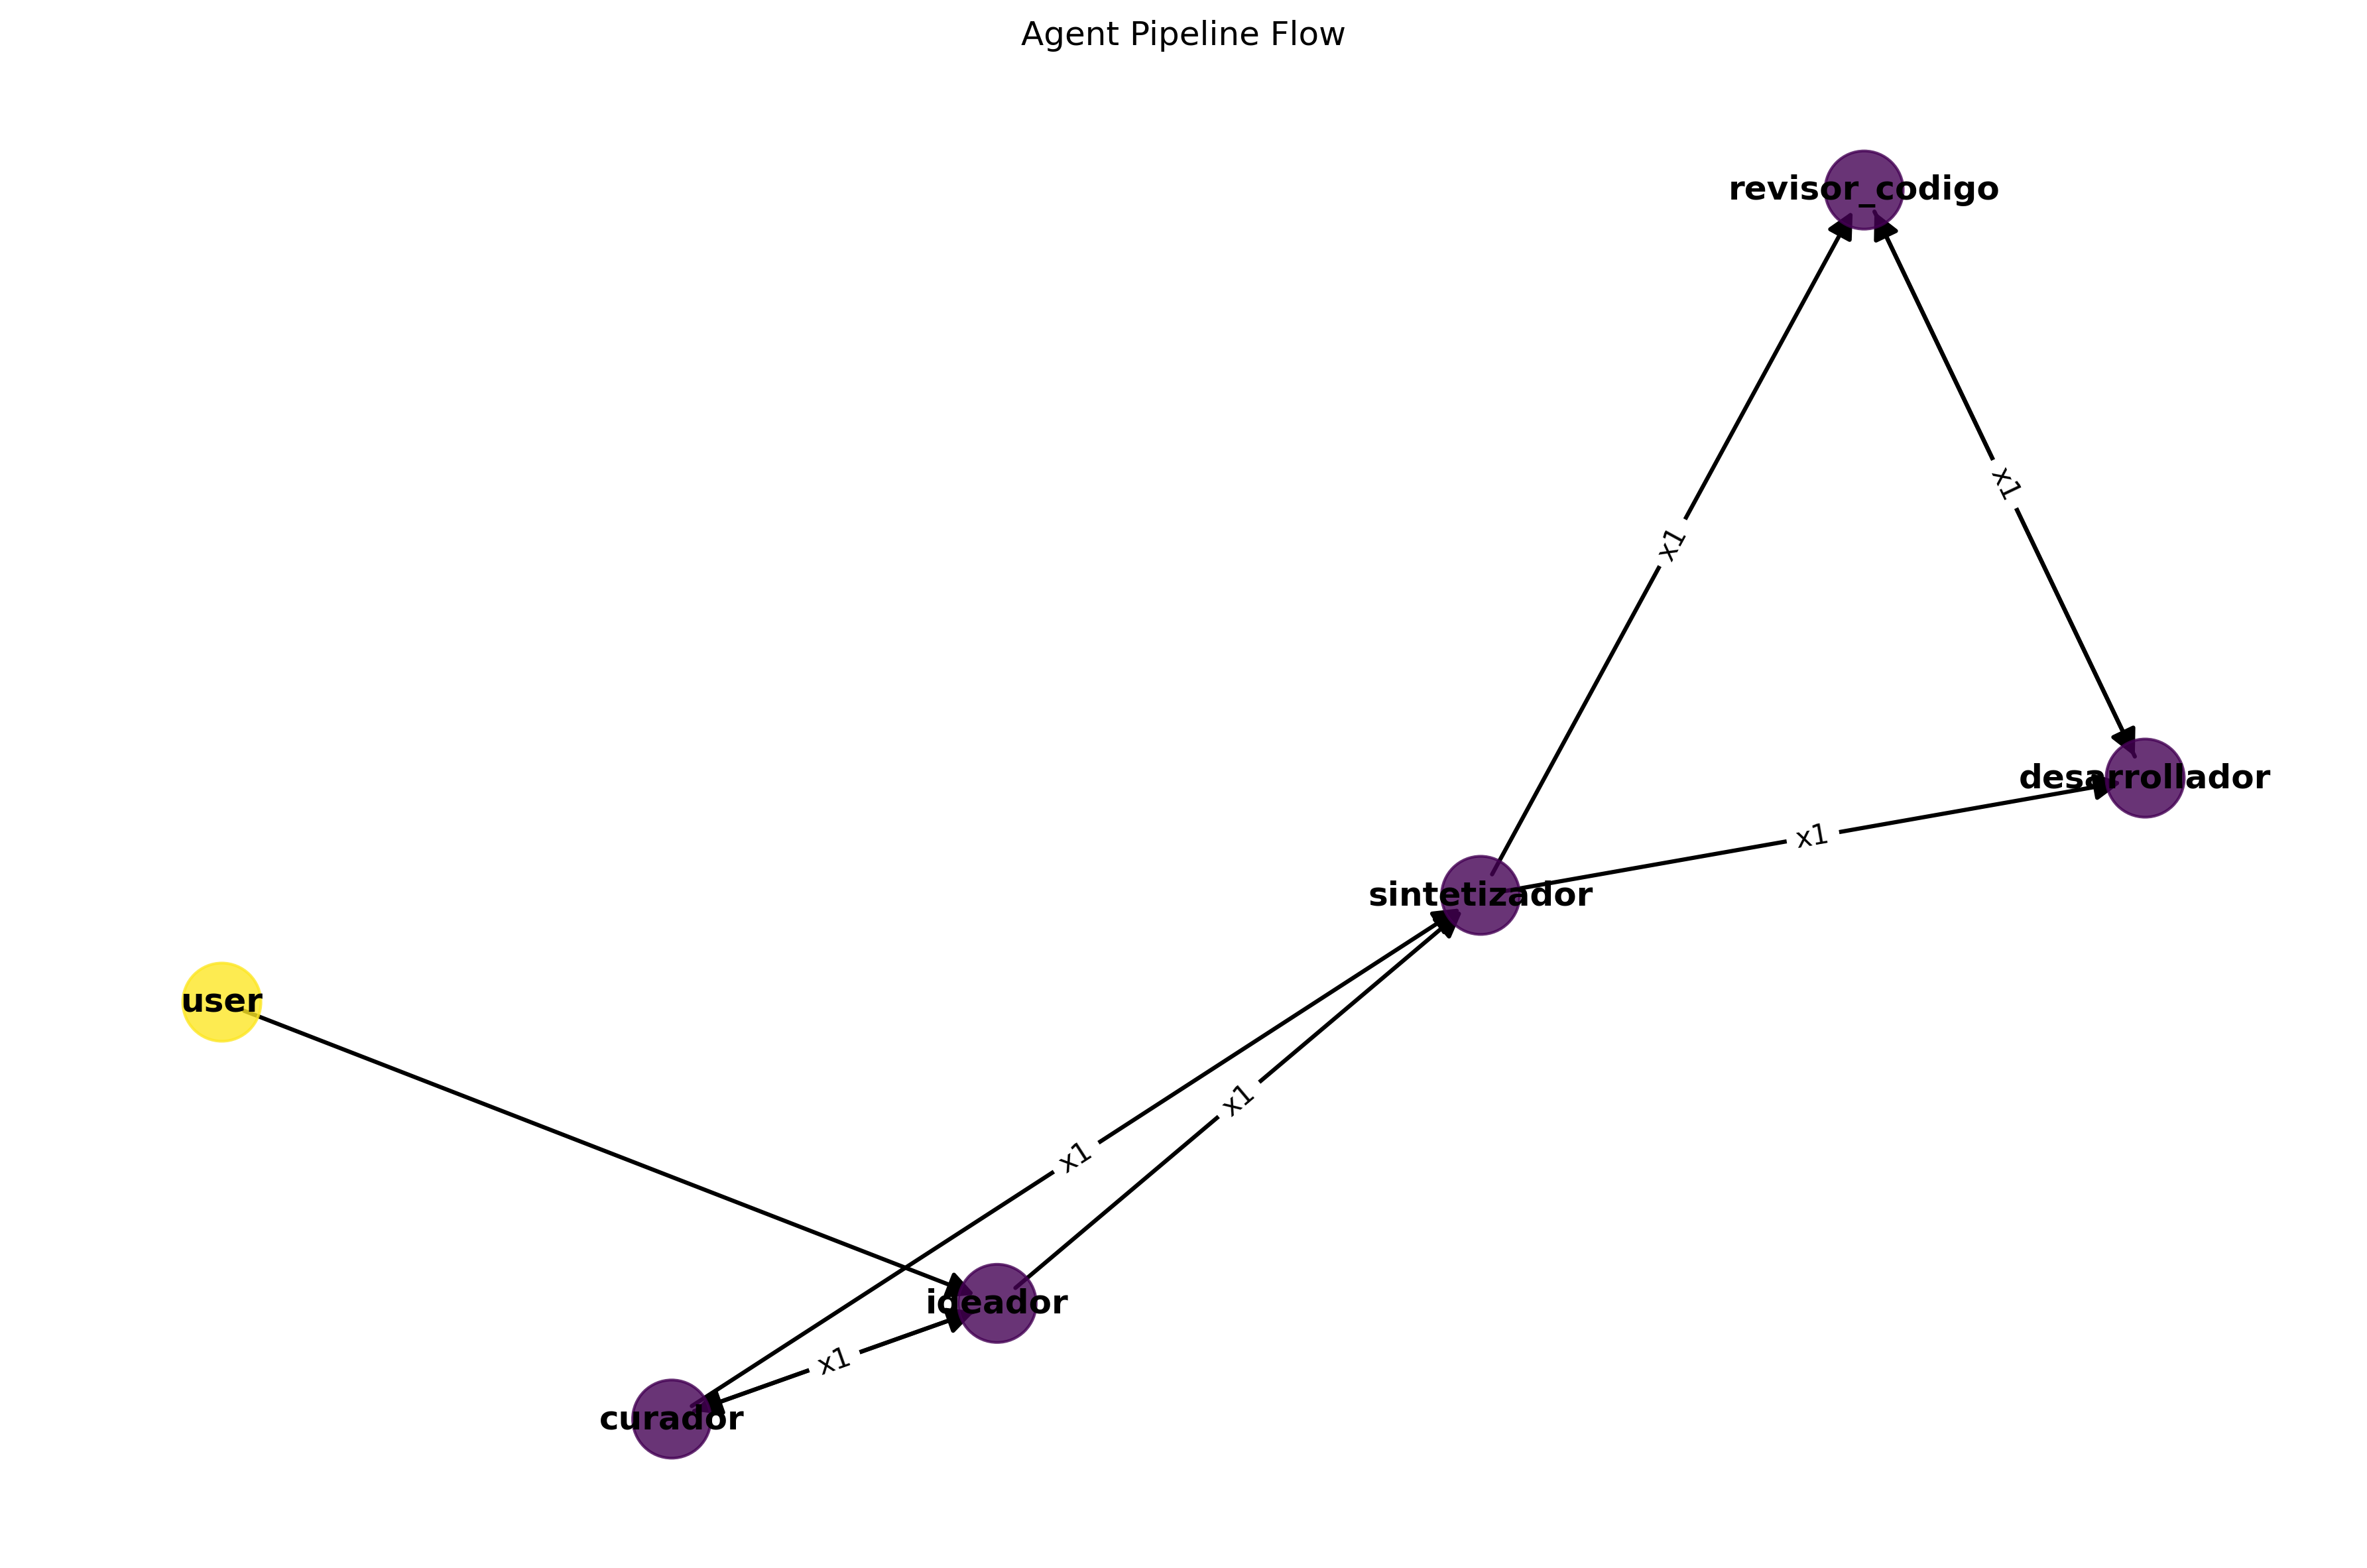 Agent Pipeline Flow
revisor_codigo
x1
x1
desarrollador
x1
sintetizador
user
x1
x1
ideador
x1
curador